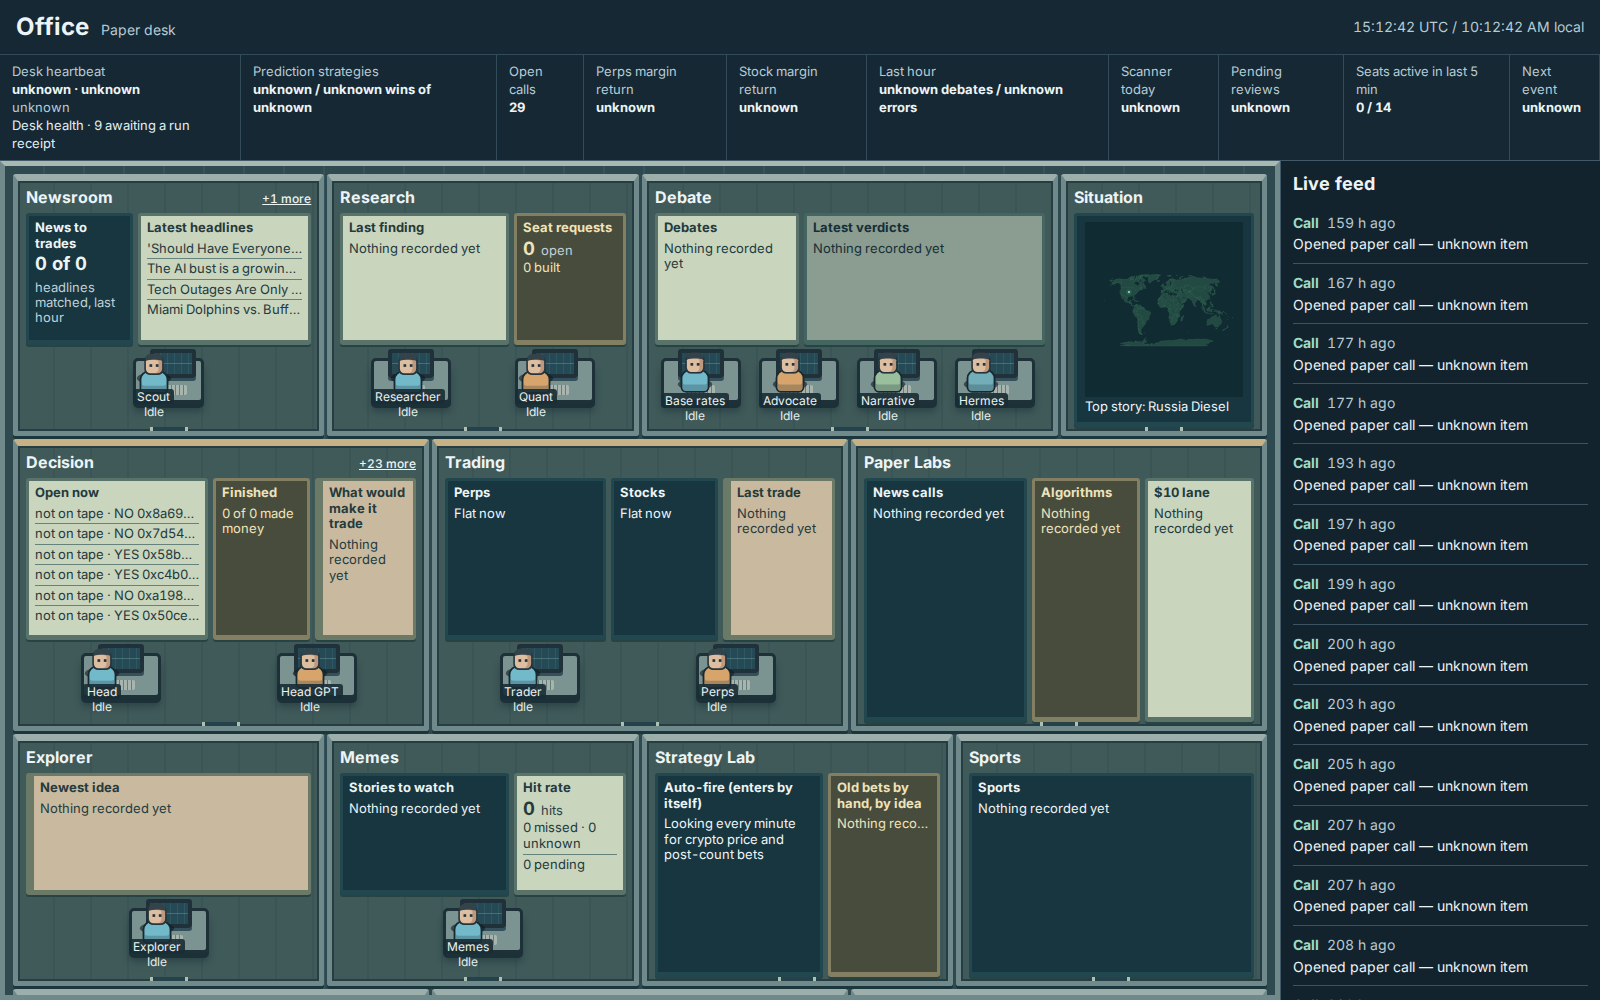 Office Paper desk
15:12:42 UTC / 10:12:42 AM local
Desk heartbeat
unknown · unknown
unknown
Desk health · 9 awaiting a run
receipt
Prediction strategies
unknown / unknown wins of
unknown
Open
calls
29
Perps margin
return
unknown
Stock margin
return
unknown
Last hour
unknown debates / unknown
errors
Scanner
today
unknown
Pending
reviews
unknown
Seats active in last 5
min
0 / 14
Next
event
unknown
Newsroom
+1 more
News to
trades
0 of 0
headlines
matched, last
hour
Latest headlines
'Should Have Everyone...
The AI bust is a growin...
Tech Outages Are Only ...
Miami Dolphins vs. Buff...
Scout
Idle
Research
Last finding
Nothing recorded yet
Seat requests
0 open
0 built
Researcher
Idle
Quant
Idle
Debate
Debates
Nothing recorded
yet
Latest verdicts
Nothing recorded yet
Base rates
Idle
Advocate
Idle
Narrative
Idle
Hermes
Idle
Situation
Top story: Russia Diesel
Decision
+23 more
Open now
not on tape · NO 0x8a69...
not on tape · NO 0x7d54...
not on tape · YES 0x58b...
not on tape · YES 0xc4b0...
not on tape · NO 0xa198...
not on tape · YES 0x50ce...
Finished
0 of 0 made
money
What would
make it
trade
Nothing
recorded
yet
Head
Idle
Head GPT
Idle
Trading
Perps
Flat now
Stocks
Flat now
Last trade
Nothing
recorded yet
Trader
Idle
Perps
Idle
Paper Labs
News calls
Nothing recorded yet
Algorithms
Nothing
recorded yet
$10 lane
Nothing
recorded yet
Explorer
Newest idea
Nothing recorded yet
Explorer
Idle
Memes
Stories to watch
Nothing recorded yet
Hit rate
0 hits
0 missed · 0
unknown
0 pending
Memes
Idle
Strategy Lab
Auto-fire (enters by
itself)
Looking every minute
for crypto price and
post-count bets
Old bets by
hand, by idea
Nothing reco...
Sports
Sports
Nothing recorded yet
Live feed
Call 159 h ago
Opened paper call — unknown item
Call 167 h ago
Opened paper call — unknown item
Call 177 h ago
Opened paper call — unknown item
Call 177 h ago
Opened paper call — unknown item
Call 193 h ago
Opened paper call — unknown item
Call 197 h ago
Opened paper call — unknown item
Call 199 h ago
Opened paper call — unknown item
Call 200 h ago
Opened paper call — unknown item
Call 203 h ago
Opened paper call — unknown item
Call 205 h ago
Opened paper call — unknown item
Call 207 h ago
Opened paper call — unknown item
Call 207 h ago
Opened paper call — unknown item
Call 208 h ago
Opened paper call — unknown item